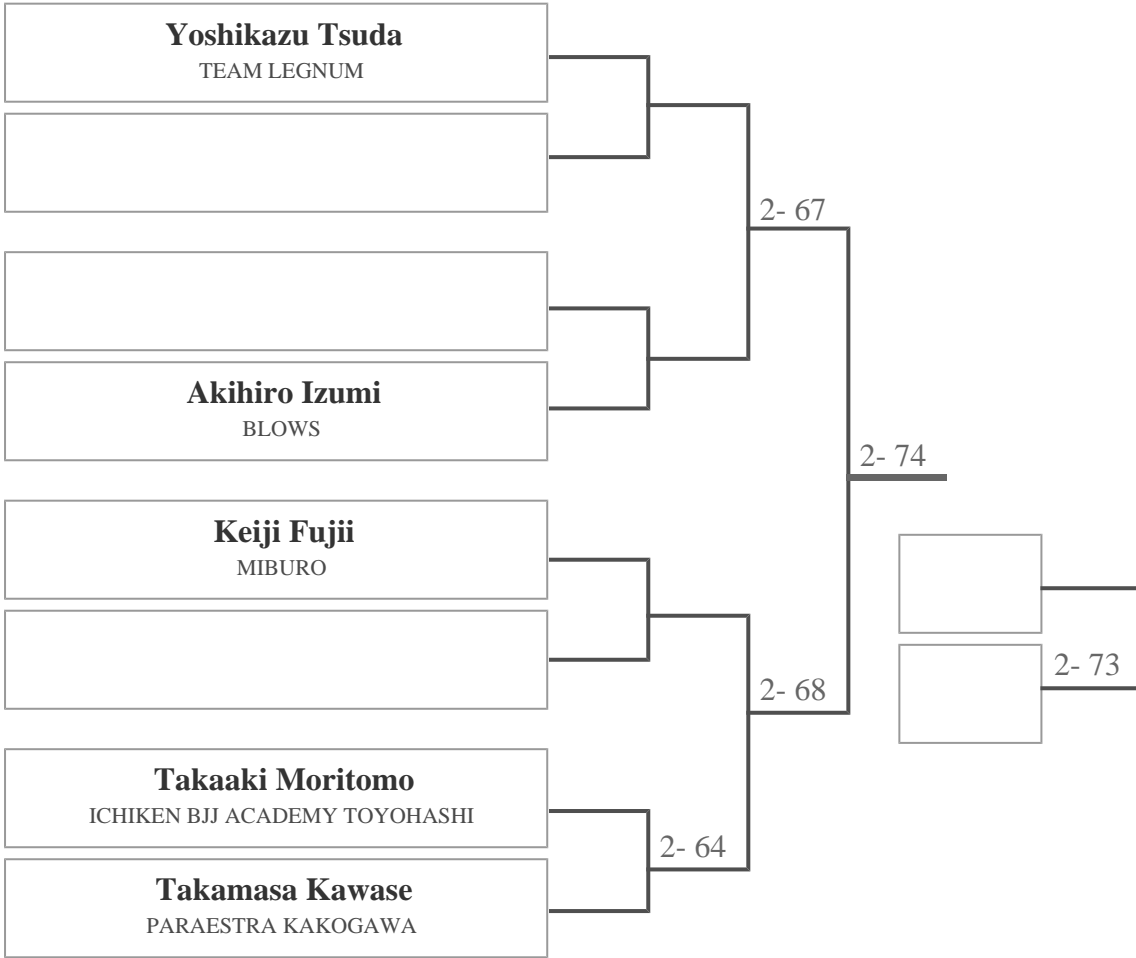 Yoshikazu Tsuda
TEAM LEGNUM
2- 67
Akihiro Izumi
BLOWS
2- 74
Keiji Fujii
MIBURO
2- 73
2- 68
Takaaki Moritomo
ICHIKEN BJJ ACADEMY TOYOHASHI
2- 64
Takamasa Kawase
PARAESTRA KAKOGAWA